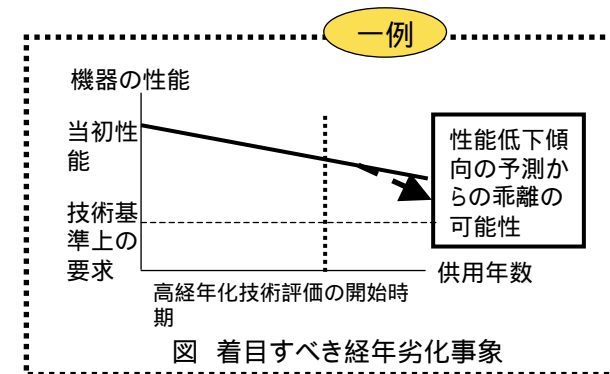 一例
機器の性能
当初性
能
技術基
準上の
要求
性能低下傾
向の予測か
らの乖離の
可能性
供用年数
高経年化技術評価の開始時
期
図 着目すべき経年劣化事象